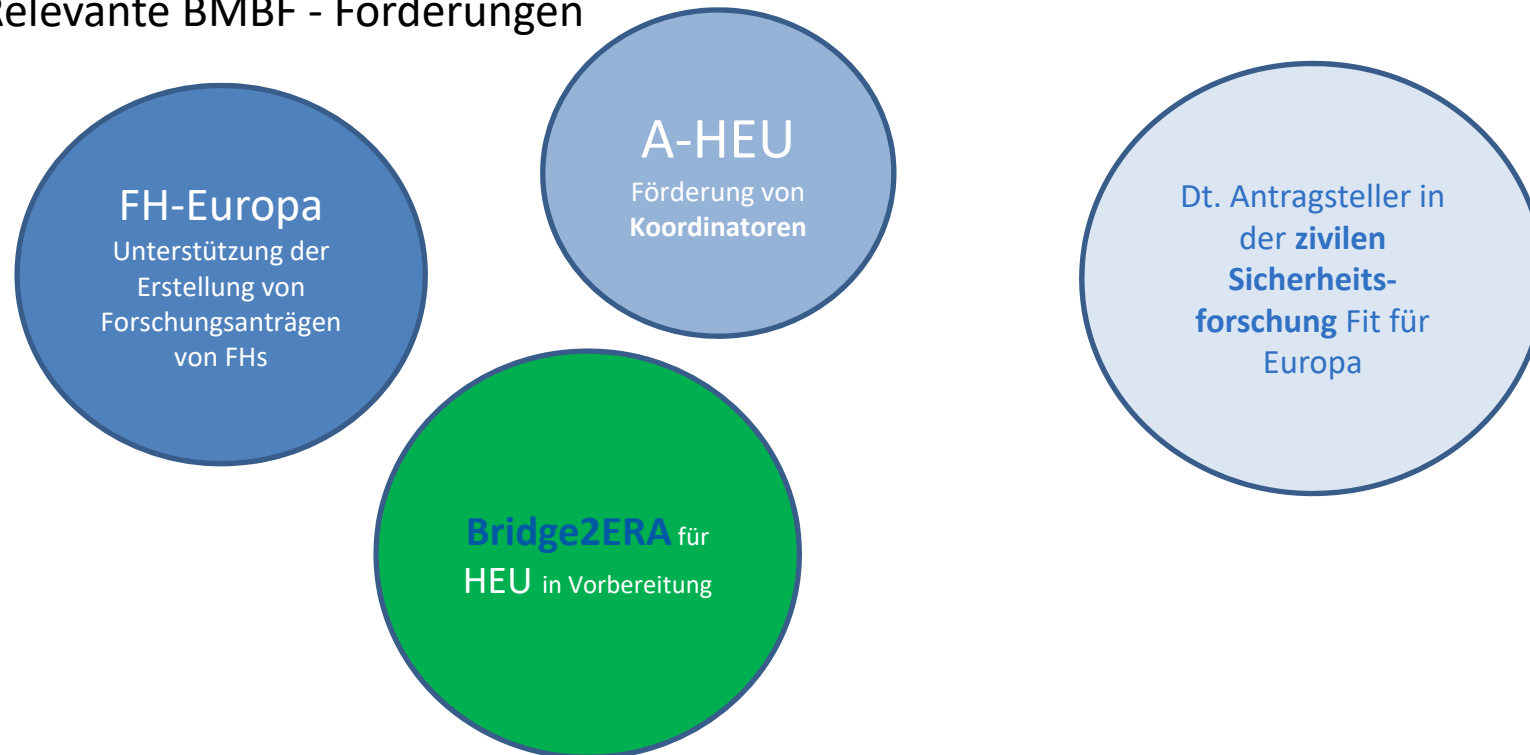 Relevante BMBF - Förderungen
FH-Europa
Unterstützung der
Erstellung von
Forschungsanträgen
von FHs
A-HEU
Förderung von
Koordinatoren
Dt. Antragsteller in
der zivilen
Sicherheits-
forschung Fit für
Europa
Bridge2ERA für
HEU in Vorbereitung